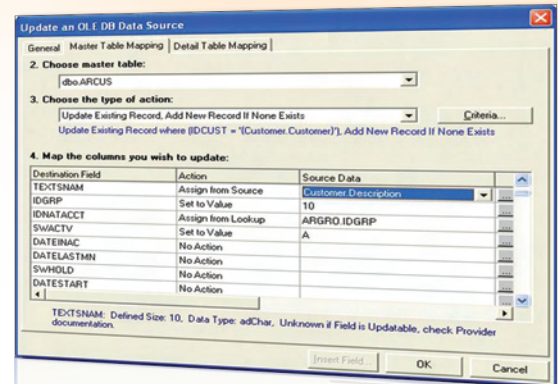 Update an OLE DB Data Source
General Master Table Mapping Detail Table Mapping
2. Choose master table:
dbo.ARCUS
3. Choose the type of action:
Update Existing Record, Add New Record If None Exists Criteria...
Update Existing Record where (IDCUST = '{Customer.Customer}'), Add New Record If None Exists
4. Map the columns you wish to update:
Destination Field Action Source Data
TEXTSNAM Assign from Source Customer.Description
IDGRP Set to Value 10
IDNATACCT Assign from Lookup ARGRO.IDGRP
SWACTV Set to Value A
DATEINAC No Action
DATELASTMN No Action
SWHOLD No Action
DATESTART No Action
TEXTSNAM: Defined Size: 10, Data Type: adChar, Unknown if Field is Updatable, check Provider
documentation.
Insert Field... OK Cancel